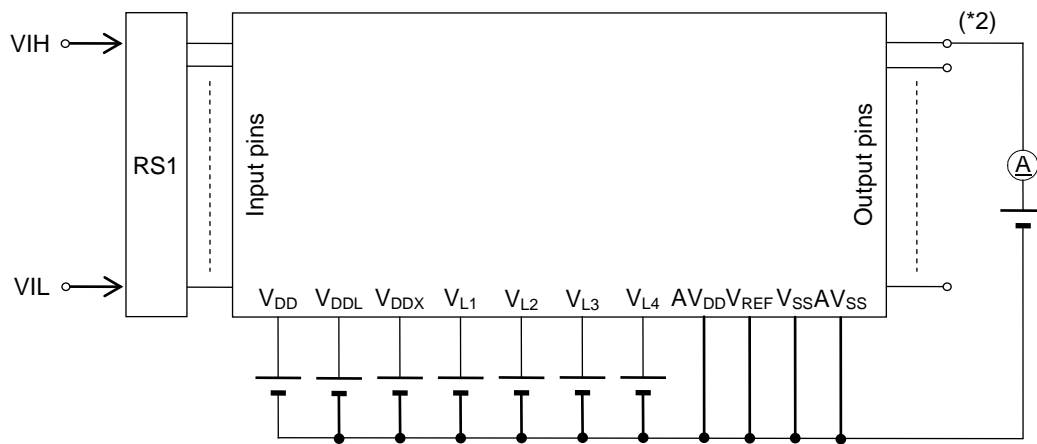 (*2)
VIH
RS1
Input pins
Output pins
A
VIL
VDD VDDL VDDX VL1 VL2 VL3 VL4 AVDD VREF VSS AVSS